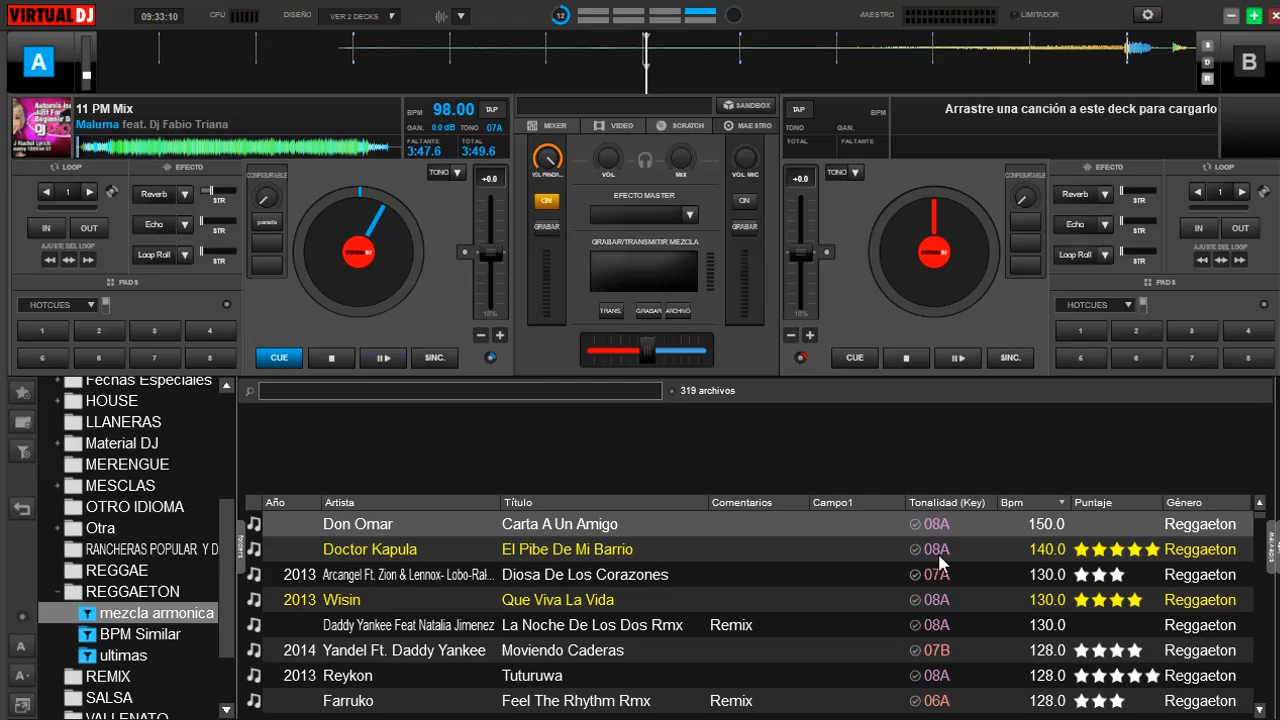 VIRTUAL DJ 09:33:10 CPU DISEÑO VER 2 DECKS 12 MAESTRO LIMITADOR
A B
S
D
R
11 PM Mix
Maluma feat. Dj Fabio Triana
BPM 98.00 TAP
GAN. 0.0 dB TONO 07A
FALTANTE TOTAL
3:47.6 3:49.6
SANDBOX
MIXER VIDEO SCRATCH MAESTRO
TAP
TONO GAN.
TOTAL FALTANTE
Arrastre una canción a este deck para cargarlo
LOOP EFECTO
1
Reverb STR
IN OUT
Echo STR
AJUSTE DEL LOOP
Loop Roll STR
PADS
HOTCUES
1 2 3 4
5 6 7 8
CONFIGURABLE
parada
TONO
+0.0
18%
CUE SINC.
VOL MIX VOL MIC
ON
GRABAR
EFECTO MASTER
GRABAR/TRANSMITIR MEZCLA
TRANS. GRABAR ARCHIVO
ON
GRABAR
TONO
+0.0
18%
CONFIGURABLE
CUE SINC.
EFECTO LOOP
Reverb STR
1
Echo STR
IN OUT
Loop Roll STR
AJUSTE DEL LOOP
PADS
HOTCUES
1 2 3 4
5 6 7 8
Fechas Especiales
HOUSE
LLANERAS
Material DJ
MERENGUE
MESCLAS
OTRO IDIOMA
Otra
RANCHERAS POPULAR Y D
REGGAE
REGGAETON
mezcla armonica
BPM Similar
ultimas
REMIX
SALSA
VALLENATO
folders
319 archivos
Año Artista Título Comentarios Campo1 Tonalidad (Key) Bpm Puntaje Género
Don Omar Carta A Un Amigo 08A 150.0 Reggaeton
Doctor Kapula El Pibe De Mi Barrio 08A 140.0 Reggaeton
2013 Arcangel Ft. Zion & Lennox- Lobo-Ral... Diosa De Los Corazones 07A 130.0 Reggaeton
2013 Wisin Que Viva La Vida 08A 130.0 Reggaeton
Daddy Yankee Feat Natalia Jimenez La Noche De Los Dos Rmx Remix 08A 130.0 Reggaeton
2014 Yandel Ft. Daddy Yankee Moviendo Caderas 07B 128.0 Reggaeton
2013 Reykon Tuturuwa 08A 128.0 Reggaeton
Farruko Feel The Rhythm Rmx Remix 06A 128.0 Reggaeton